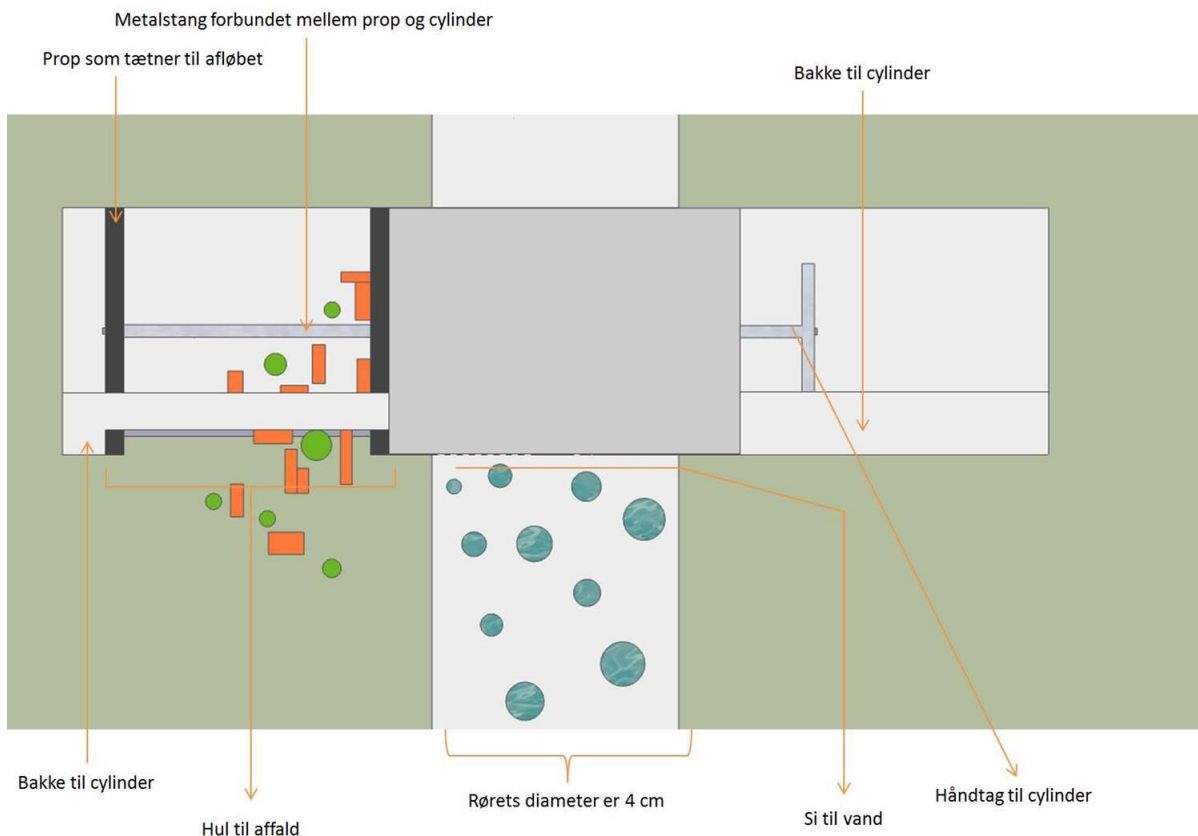 Metalstang forbundet mellem prop og cylinder
Prop som tætner til afløbet
Bakke til cylinder
Bakke til cylinder
Hul til affald
Rørets diameter er 4 cm
Si til vand
Håndtag til cylinder